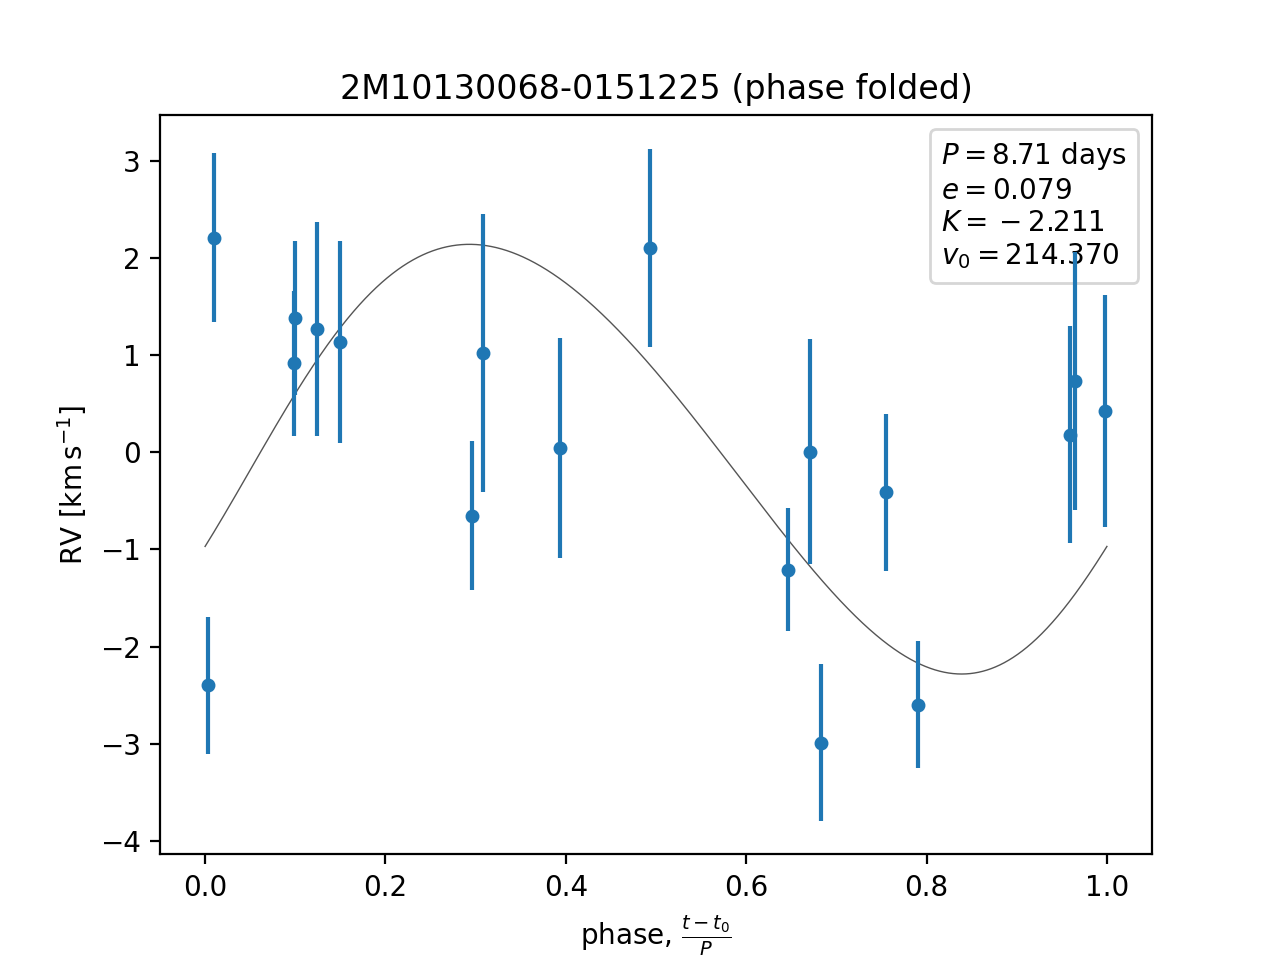 2M10130068-0151225 (phase folded)
P = 8.71 days
e = 0.079
K = −2.211
v₀ = 214.370
3
2
1
0
−1
−2
−3
−4
RV [km s⁻¹]
0.0 0.2 0.4 0.6 0.8 1.0
phase, (t − t₀)/P